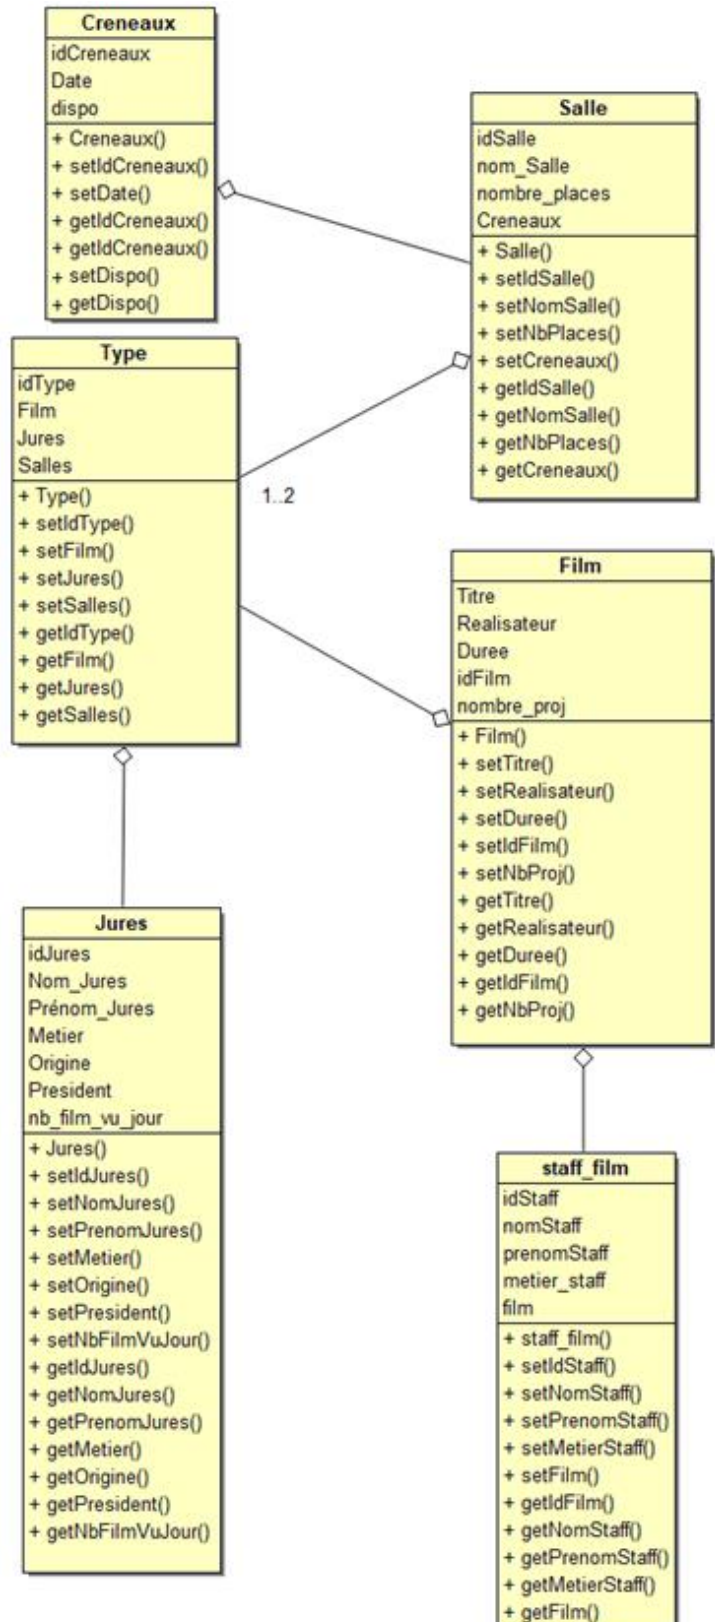 Creneaux
idCreneaux
Date
dispo
+ Creneaux()
+ setIdCreneaux()
+ setDate()
+ getIdCreneaux()
+ getIdCreneaux()
+ setDispo()
+ getDispo()
Salle
idSalle
nom_Salle
nombre_places
Creneaux
+ Salle()
+ setIdSalle()
+ setNomSalle()
+ setNbPlaces()
+ setCreneaux()
+ getIdSalle()
+ getNomSalle()
+ getNbPlaces()
+ getCreneaux()
Type
idType
Film
Jures
Salles
+ Type()
+ setIdType()
+ setFilm()
+ setJures()
+ setSalles()
+ getIdType()
+ getFilm()
+ getJures()
+ getSalles()
1..2
Film
Titre
Realisateur
Duree
idFilm
nombre_proj
+ Film()
+ setTitre()
+ setRealisateur()
+ setDuree()
+ setIdFilm()
+ setNbProj()
+ getTitre()
+ getRealisateur()
+ getDuree()
+ getIdFilm()
+ getNbProj()
Jures
idJures
Nom_Jures
Prénom_Jures
Metier
Origine
President
nb_film_vu_jour
+ Jures()
+ setIdJures()
+ setNomJures()
+ setPrenomJures()
+ setMetier()
+ setOrigine()
+ setPresident()
+ setNbFilmVuJour()
+ getIdJures()
+ getNomJures()
+ getPrenomJures()
+ getMetier()
+ getOrigine()
+ getPresident()
+ getNbFilmVuJour()
staff_film
idStaff
nomStaff
prenomStaff
metier_staff
film
+ staff_film()
+ setIdStaff()
+ setNomStaff()
+ setPrenomStaff()
+ setMetierStaff()
+ setFilm()
+ getIdFilm()
+ getNomStaff()
+ getPrenomStaff()
+ getMetierStaff()
+ getFilm()